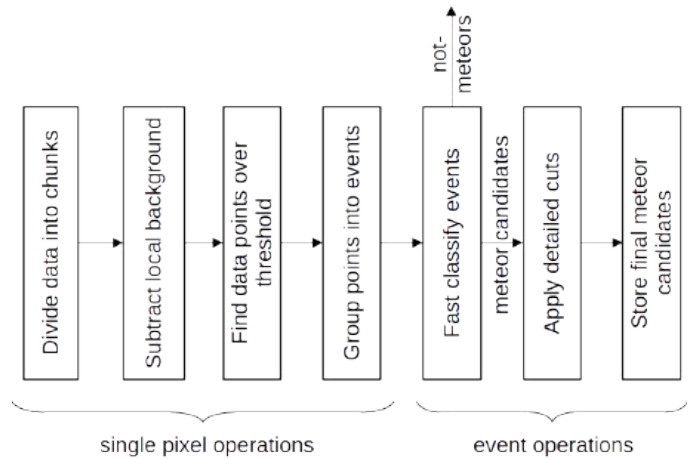 not-
meteors
Divide data into chunks
Subtract local background
Find data points over
threshold
Group points into events
Fast classify events
meteor candidates
Apply detailed cuts
Store final meteor
candidates
single pixel operations
event operations